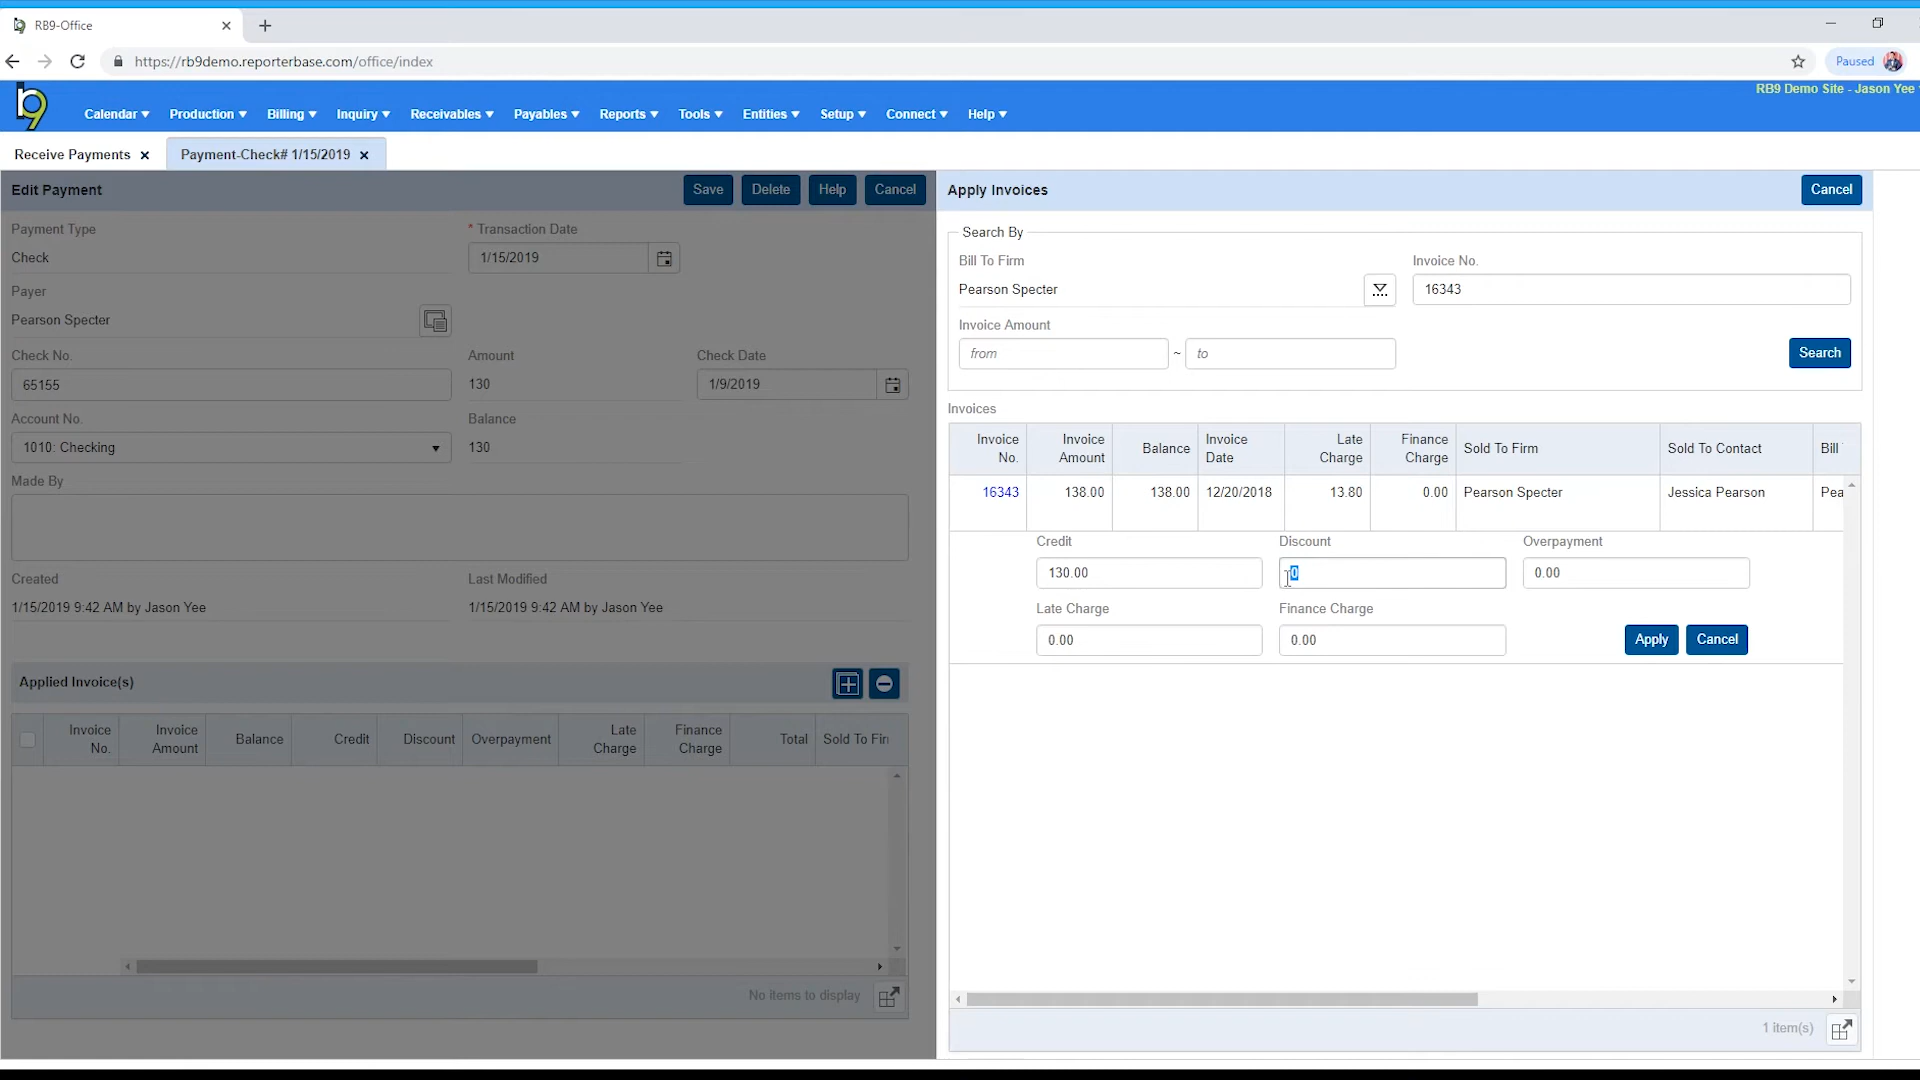 RB9-Office
https://rb9demo.reporterbase.com/office/index
Paused
RB9 Demo Site - Jason Yee
b9
Calendar Production Billing Inquiry Receivables Payables Reports Tools Entities Setup Connect Help
Receive Payments
Payment-Check# 1/15/2019
Edit Payment
Save
Delete
Help
Cancel
Payment Type
* Transaction Date
Check
1/15/2019
Payer
Pearson Specter
Check No.
Amount
Check Date
65155
130
1/9/2019
Account No.
Balance
1010: Checking
130
Made By
Created
Last Modified
1/15/2019 9:42 AM by Jason Yee
1/15/2019 9:42 AM by Jason Yee
Applied Invoice(s)
Invoice No.
Invoice Amount
Balance
Credit
Discount
Overpayment
Late Charge
Finance Charge
Total
Sold To Fir
No items to display
Apply Invoices
Cancel
Search By
Bill To Firm
Invoice No.
Pearson Specter
16343
Invoice Amount
from
~
to
Search
Invoices
Invoice No.
Invoice Amount
Balance
Invoice Date
Late Charge
Finance Charge
Sold To Firm
Sold To Contact
Bill
16343
138.00
138.00
12/20/2018
13.80
0.00
Pearson Specter
Jessica Pearson
Pea
Credit
Discount
Overpayment
130.00
0
0.00
Late Charge
Finance Charge
0.00
0.00
Apply
Cancel
1 item(s)